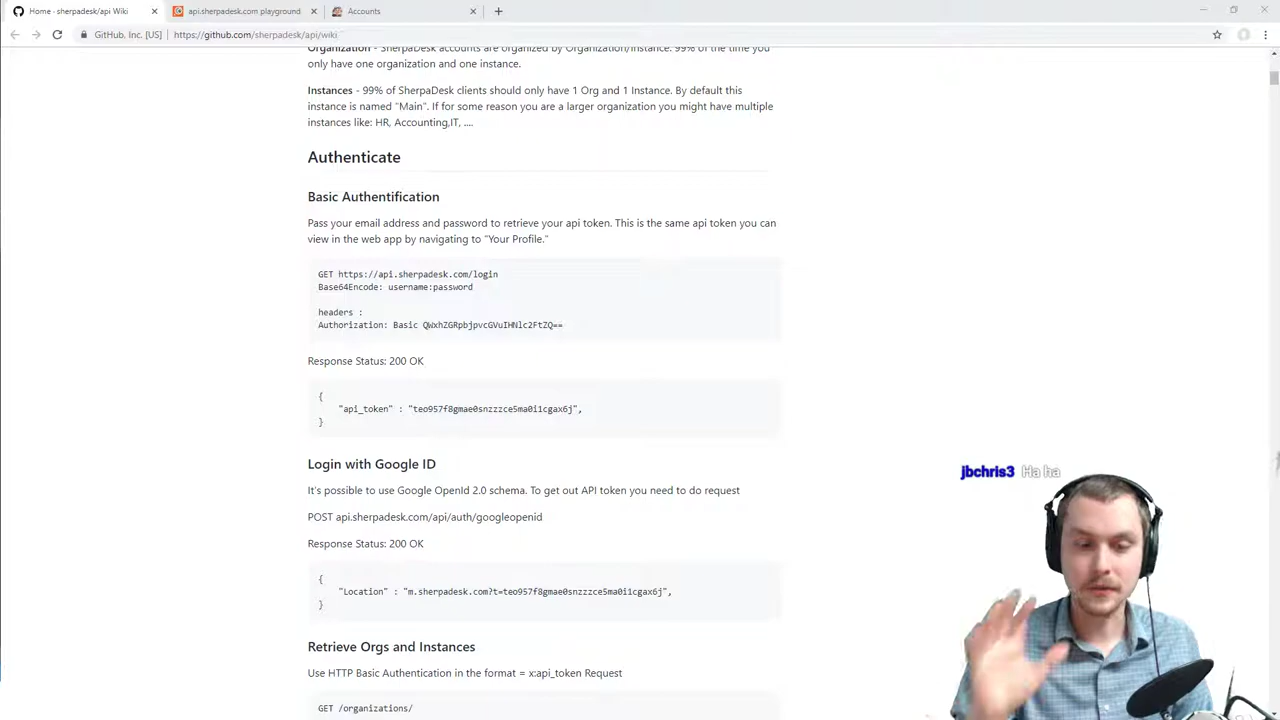 Home · sherpadesk/api Wiki
api.sherpadesk.com playground
Accounts
GitHub, Inc. [US]
https://github.com/sherpadesk/api/wiki
Organization - SherpaDesk accounts are organized by Organization/Instance. 99% of the time you
only have one organization and one instance.
Instances - 99% of SherpaDesk clients should only have 1 Org and 1 Instance. By default this
instance is named "Main". If for some reason you are a larger organization you might have multiple
instances like: HR, Accounting,IT, ....
Authenticate
Basic Authentification
Pass your email address and password to retrieve your api token. This is the same api token you can
view in the web app by navigating to "Your Profile."
GET https://api.sherpadesk.com/login
Base64Encode: username:password
headers :
Authorization: Basic QWxhZGRpbjpvcGVuIHNlc2FtZQ==
Response Status: 200 OK
{
"api_token" : "teo957f8gmae0snzzzce5ma0i1cgax6j",
}
Login with Google ID
It's possible to use Google OpenId 2.0 schema. To get out API token you need to do request
POST api.sherpadesk.com/api/auth/googleopenid
Response Status: 200 OK
{
"Location" : "m.sherpadesk.com?t=teo957f8gmae0snzzzce5ma0i1cgax6j",
}
jbchris3 Ha ha
Retrieve Orgs and Instances
Use HTTP Basic Authentication in the format = x:api_token Request
GET /organizations/